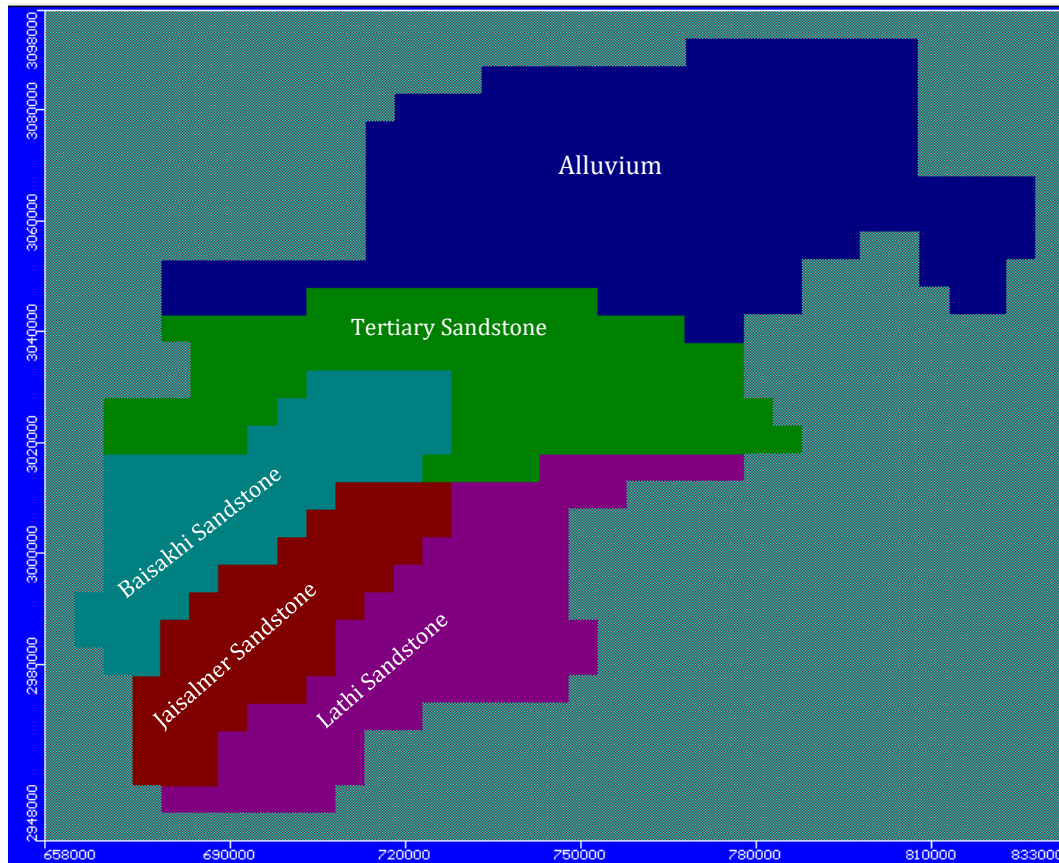 3098000
3080000
3060000
3040000
3020000
3000000
2980000
2948000
Alluvium
Tertiary Sandstone
Baisakhi Sandstone
Jaisalmer Sandstone
Lathi Sandstone
658000 690000 720000 750000 780000 810000 833000